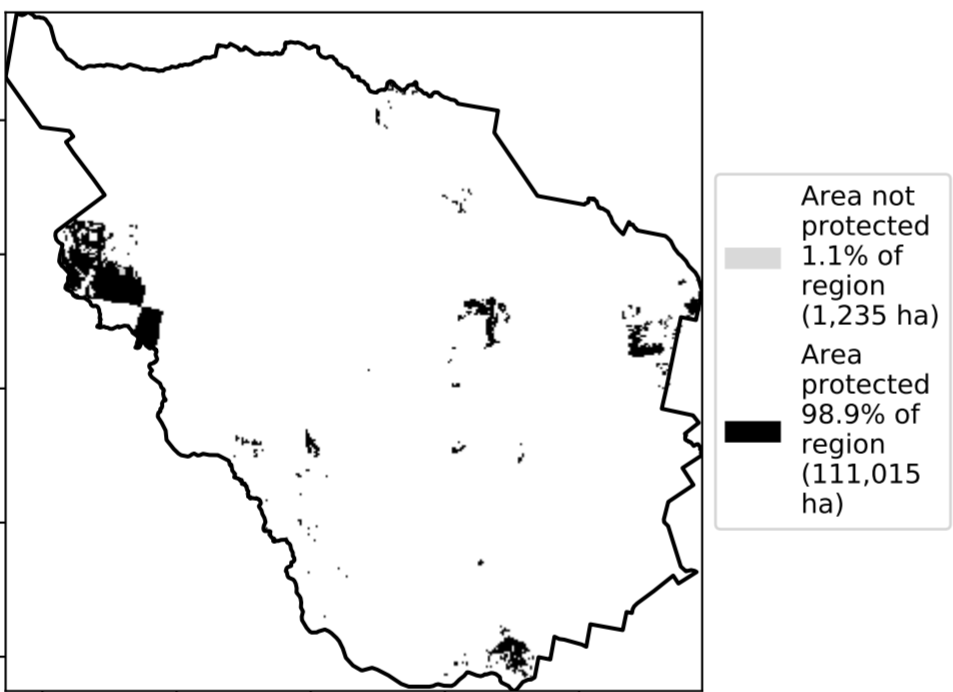 Area not
protected
1.1% of
region
(1,235 ha)
Area
protected
98.9% of
region
(111,015
ha)